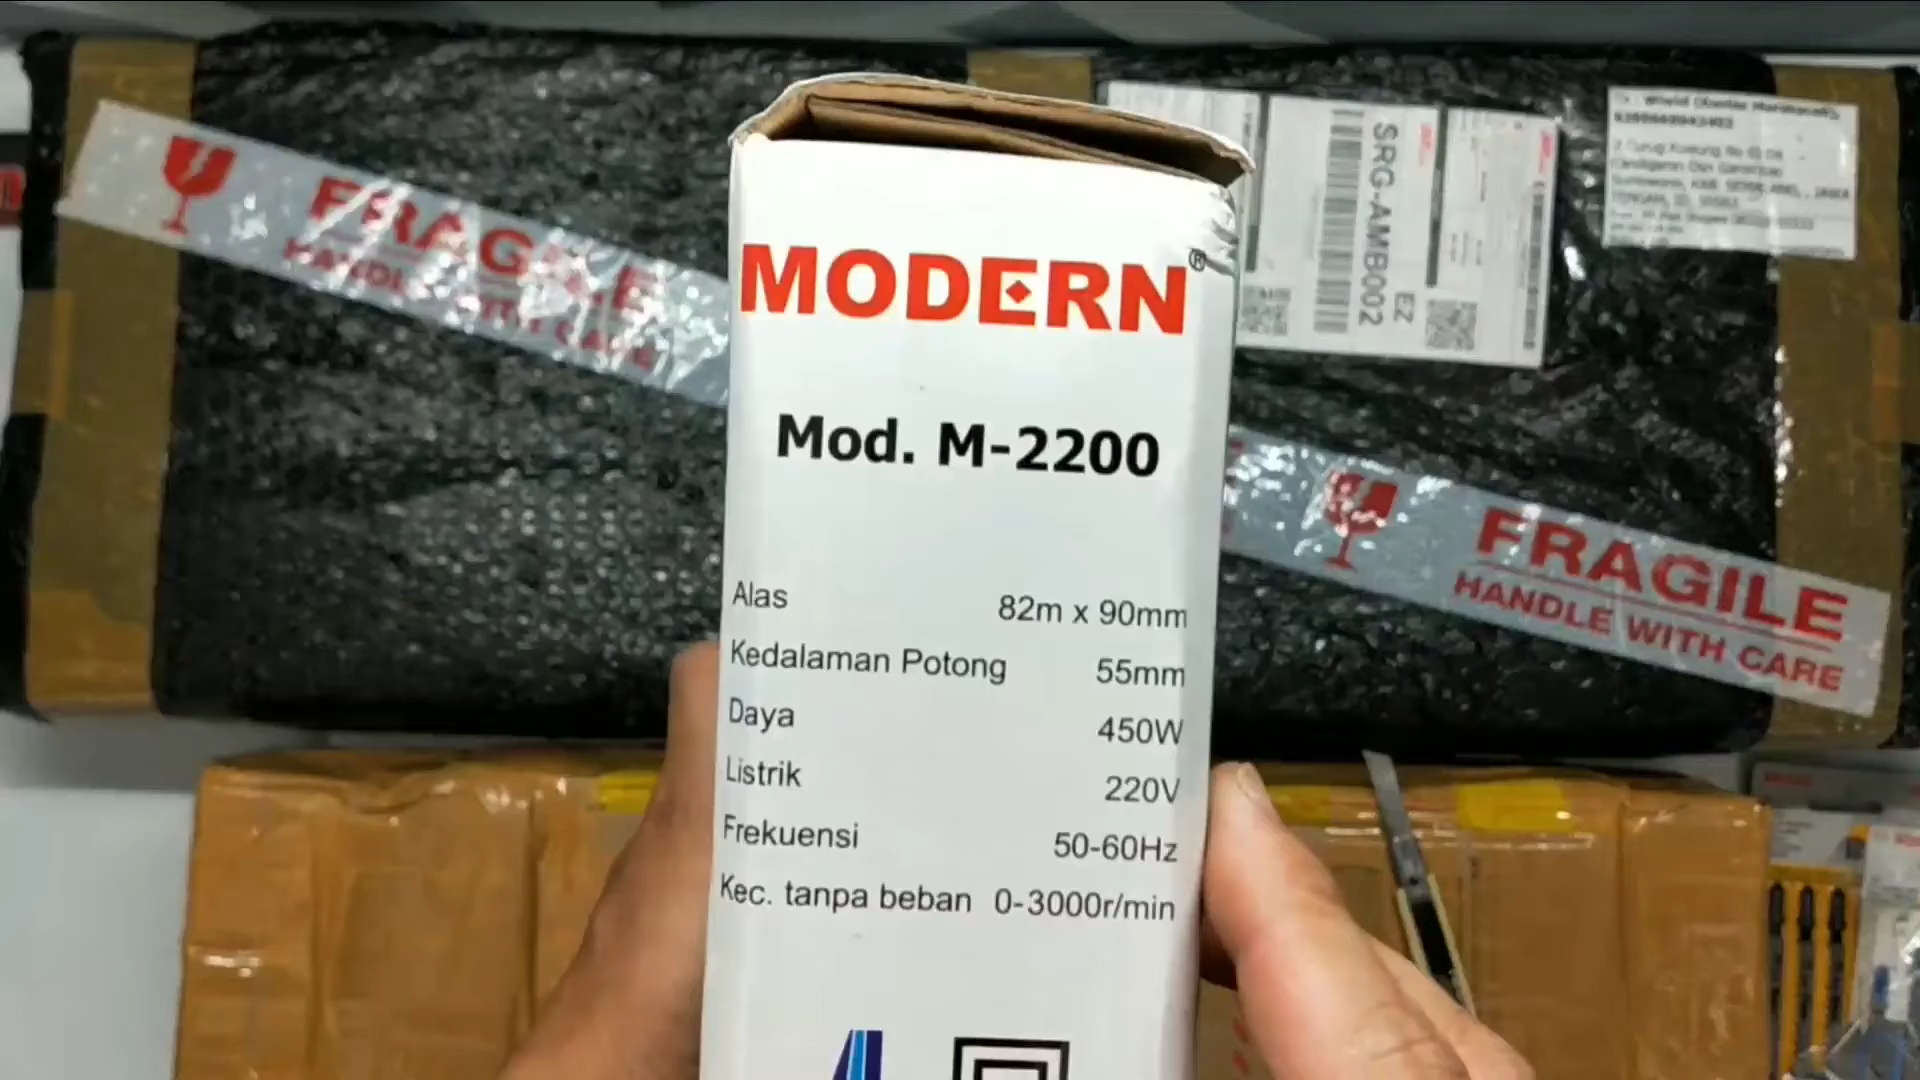 FRAGILE
HANDLE WITH CARE
MODERN®
Mod. M-2200
Alas 82m x 90mm
Kedalaman Potong 55mm
Daya 450W
Listrik 220V
Frekuensi 50-60Hz
Kec. tanpa beban 0-3000r/min
SRG-AMB002
EZ
FRAGILE
HANDLE WITH CARE